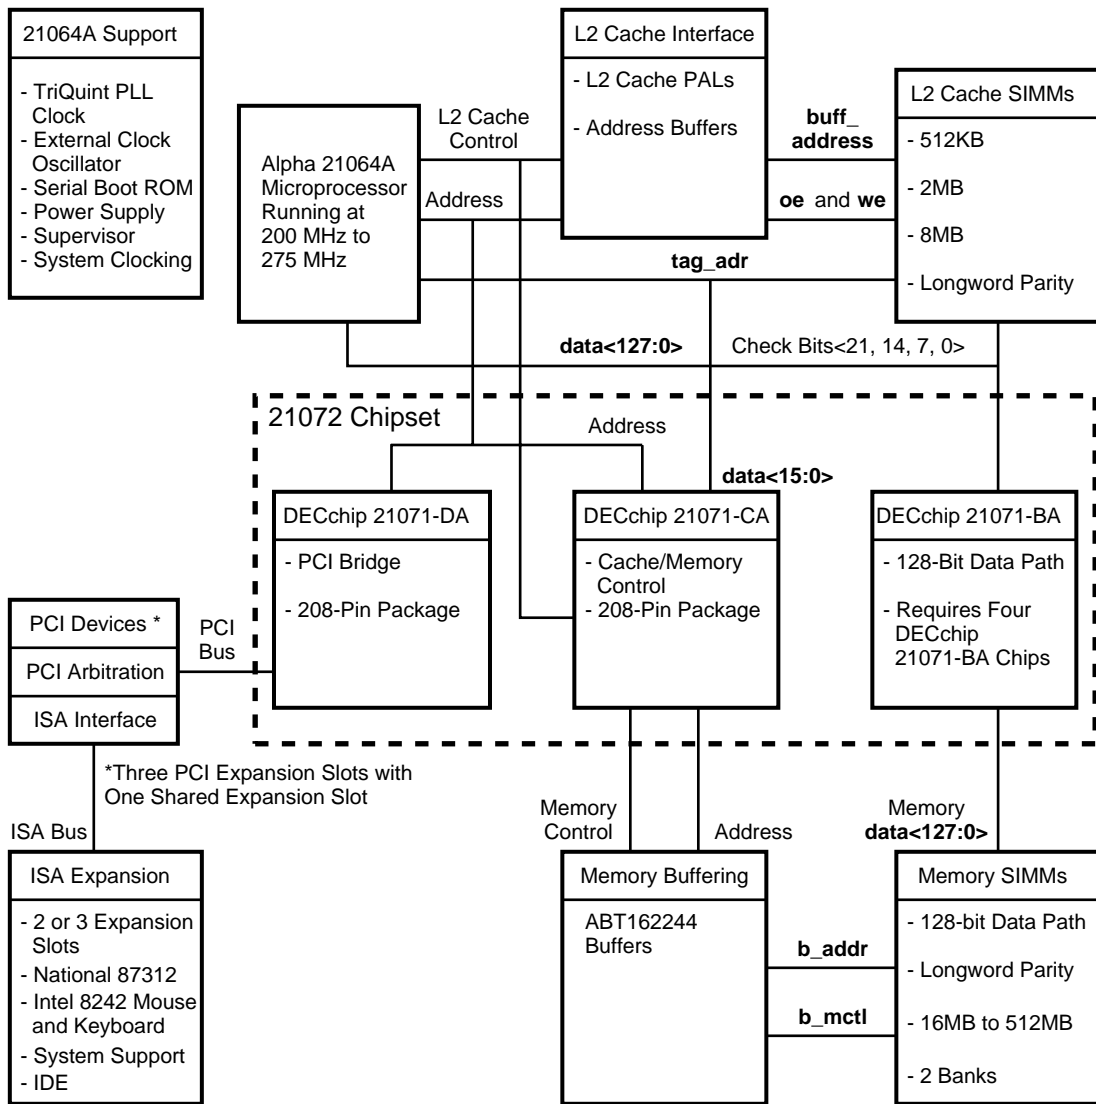 21064A Support
- TriQuint PLL
Clock
- External Clock
Oscillator
- Serial Boot ROM
- Power Supply
- Supervisor
- System Clocking
Alpha 21064A
Microprocessor
Running at
200 MHz to
275 MHz
L2 Cache
Control
Address
L2 Cache Interface
- L2 Cache PALs
- Address Buffers
buff_
address
oe and we
tag_adr
L2 Cache SIMMs
- 512KB
- 2MB
- 8MB
- Longword Parity
data<127:0>
Check Bits<21, 14, 7, 0>
21072 Chipset
Address
data<15:0>
DECchip 21071-DA
- PCI Bridge
- 208-Pin Package
DECchip 21071-CA
- Cache/Memory
Control
- 208-Pin Package
DECchip 21071-BA
- 128-Bit Data Path
- Requires Four
DECchip
21071-BA Chips
PCI Devices *
PCI Arbitration
ISA Interface
PCI
Bus
*Three PCI Expansion Slots with
One Shared Expansion Slot
ISA Bus
Memory
Control
Address
Memory
data<127:0>
ISA Expansion
- 2 or 3 Expansion
Slots
- National 87312
- Intel 8242 Mouse
and Keyboard
- System Support
- IDE
Memory Buffering
ABT162244
Buffers
b_addr
b_mctl
Memory SIMMs
- 128-bit Data Path
- Longword Parity
- 16MB to 512MB
- 2 Banks